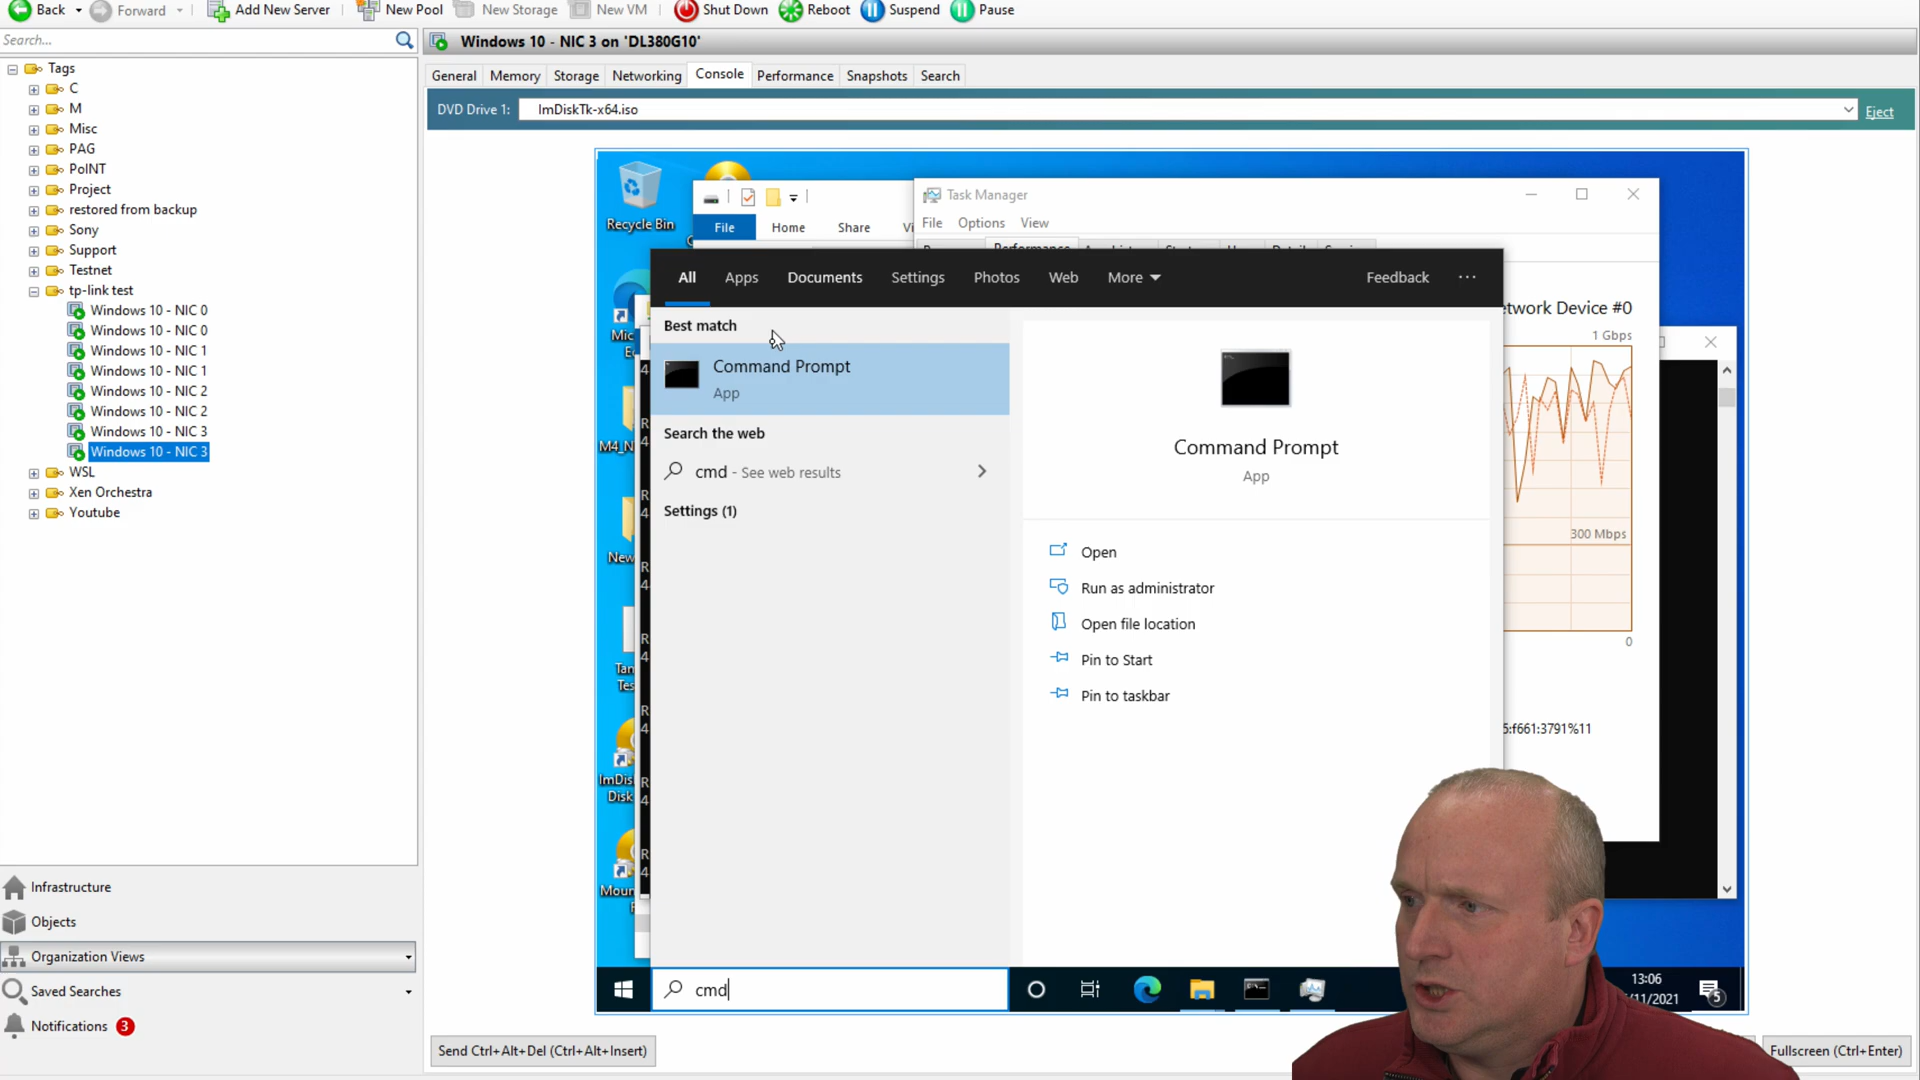 Back
Forward
Add New Server
New Pool
New Storage
New VM
Shut Down
Reboot
Suspend
Pause
Search...
Windows 10 - NIC 3 on 'DL380G10'
Tags
C
M
Misc
PAG
PoINT
Project
restored from backup
Sony
Support
Testnet
tp-link test
Windows 10 - NIC 0
Windows 10 - NIC 0
Windows 10 - NIC 1
Windows 10 - NIC 1
Windows 10 - NIC 2
Windows 10 - NIC 2
Windows 10 - NIC 3
Windows 10 - NIC 3
WSL
Xen Orchestra
Youtube
Infrastructure
Objects
Organization Views
Saved Searches
Notifications 3
General Memory Storage Networking Console Performance Snapshots Search
DVD Drive 1: ImDiskTk-x64.iso Eject
Recycle Bin
File Home Share
Task Manager
File Options View
Performance
#0
1 Gbps
300 Mbps
0
:f661:3791%11
All Apps Documents Settings Photos Web More Feedback ...
Best match
Command Prompt
App
Search the web
cmd - See web results
Settings (1)
Command Prompt
App
Open
Run as administrator
Open file location
Pin to Start
Pin to taskbar
cmd
13:06
/11/2021
5
Send Ctrl+Alt+Del (Ctrl+Alt+Insert)
Fullscreen (Ctrl+Enter)